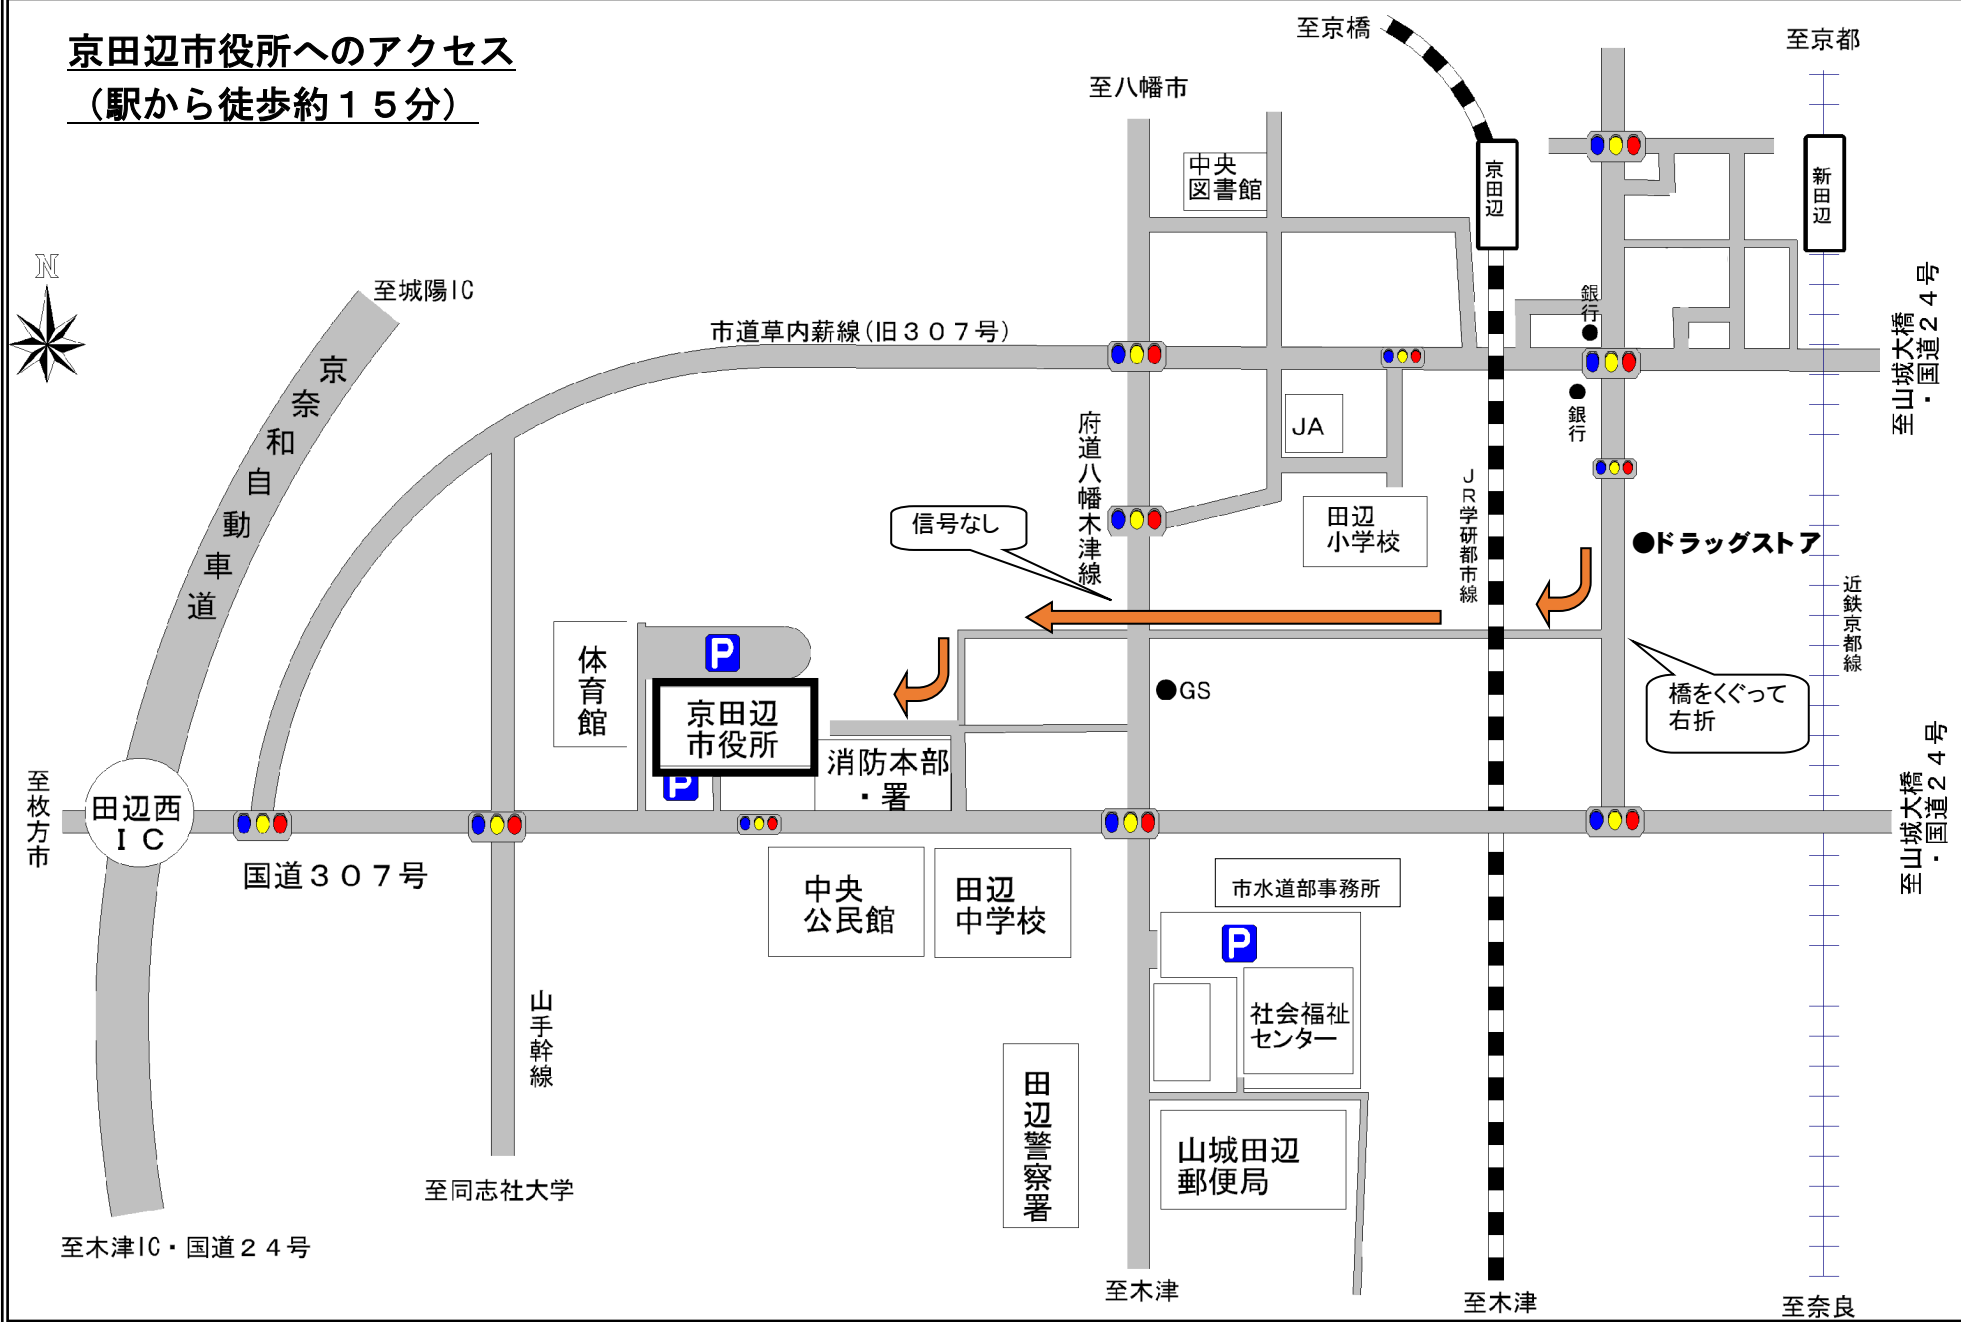 京田辺市役所へのアクセス
（駅から徒歩約１５分）
至京橋
至京都
至八幡市
中央
図書館
京田辺
新田辺
N
至城陽IC
市道草内薪線(旧３０７号)
銀行
至山城大橋
・国道２４号
京奈和自動車道
府道八幡木津線
JA
銀行
JR学研都市線
信号なし
田辺
小学校
●ドラッグストア
近鉄京都線
体育館
P
京田辺
市役所
P
消防本部
・署
GS
橋をくぐって
右折
至枚方市
田辺西
ＩＣ
至山城大橋
・国道２４号
国道３０７号
中央
公民館
田辺
中学校
市水道部事務所
P
社会福祉
センター
山手幹線
田辺警察署
山城田辺
郵便局
至同志社大学
至木津IC・国道２４号
至木津
至木津
至奈良